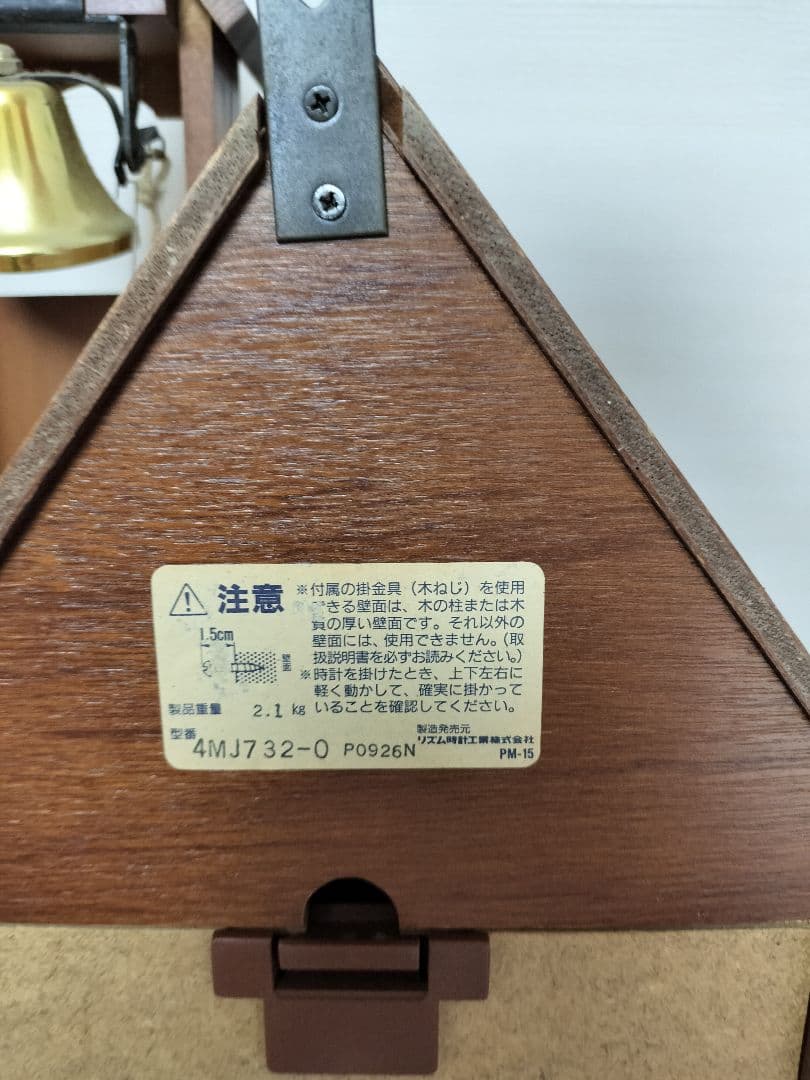 注意
※付属の掛金具（木ねじ）を使用
できる壁面は、木の柱または木
質の厚い壁面です。それ以外の
壁面には、使用できません。（取
扱説明書を必ずお読みください。）
※時計を掛けたとき、上下左右に
軽く動かして、確実に掛かって
いることを確認してください。
1.5cm
壁面
製品重量 2.1 kg
型番 4MJ732-0 P0926N
製造発売元
リズム時計工業株式会社
PM-15